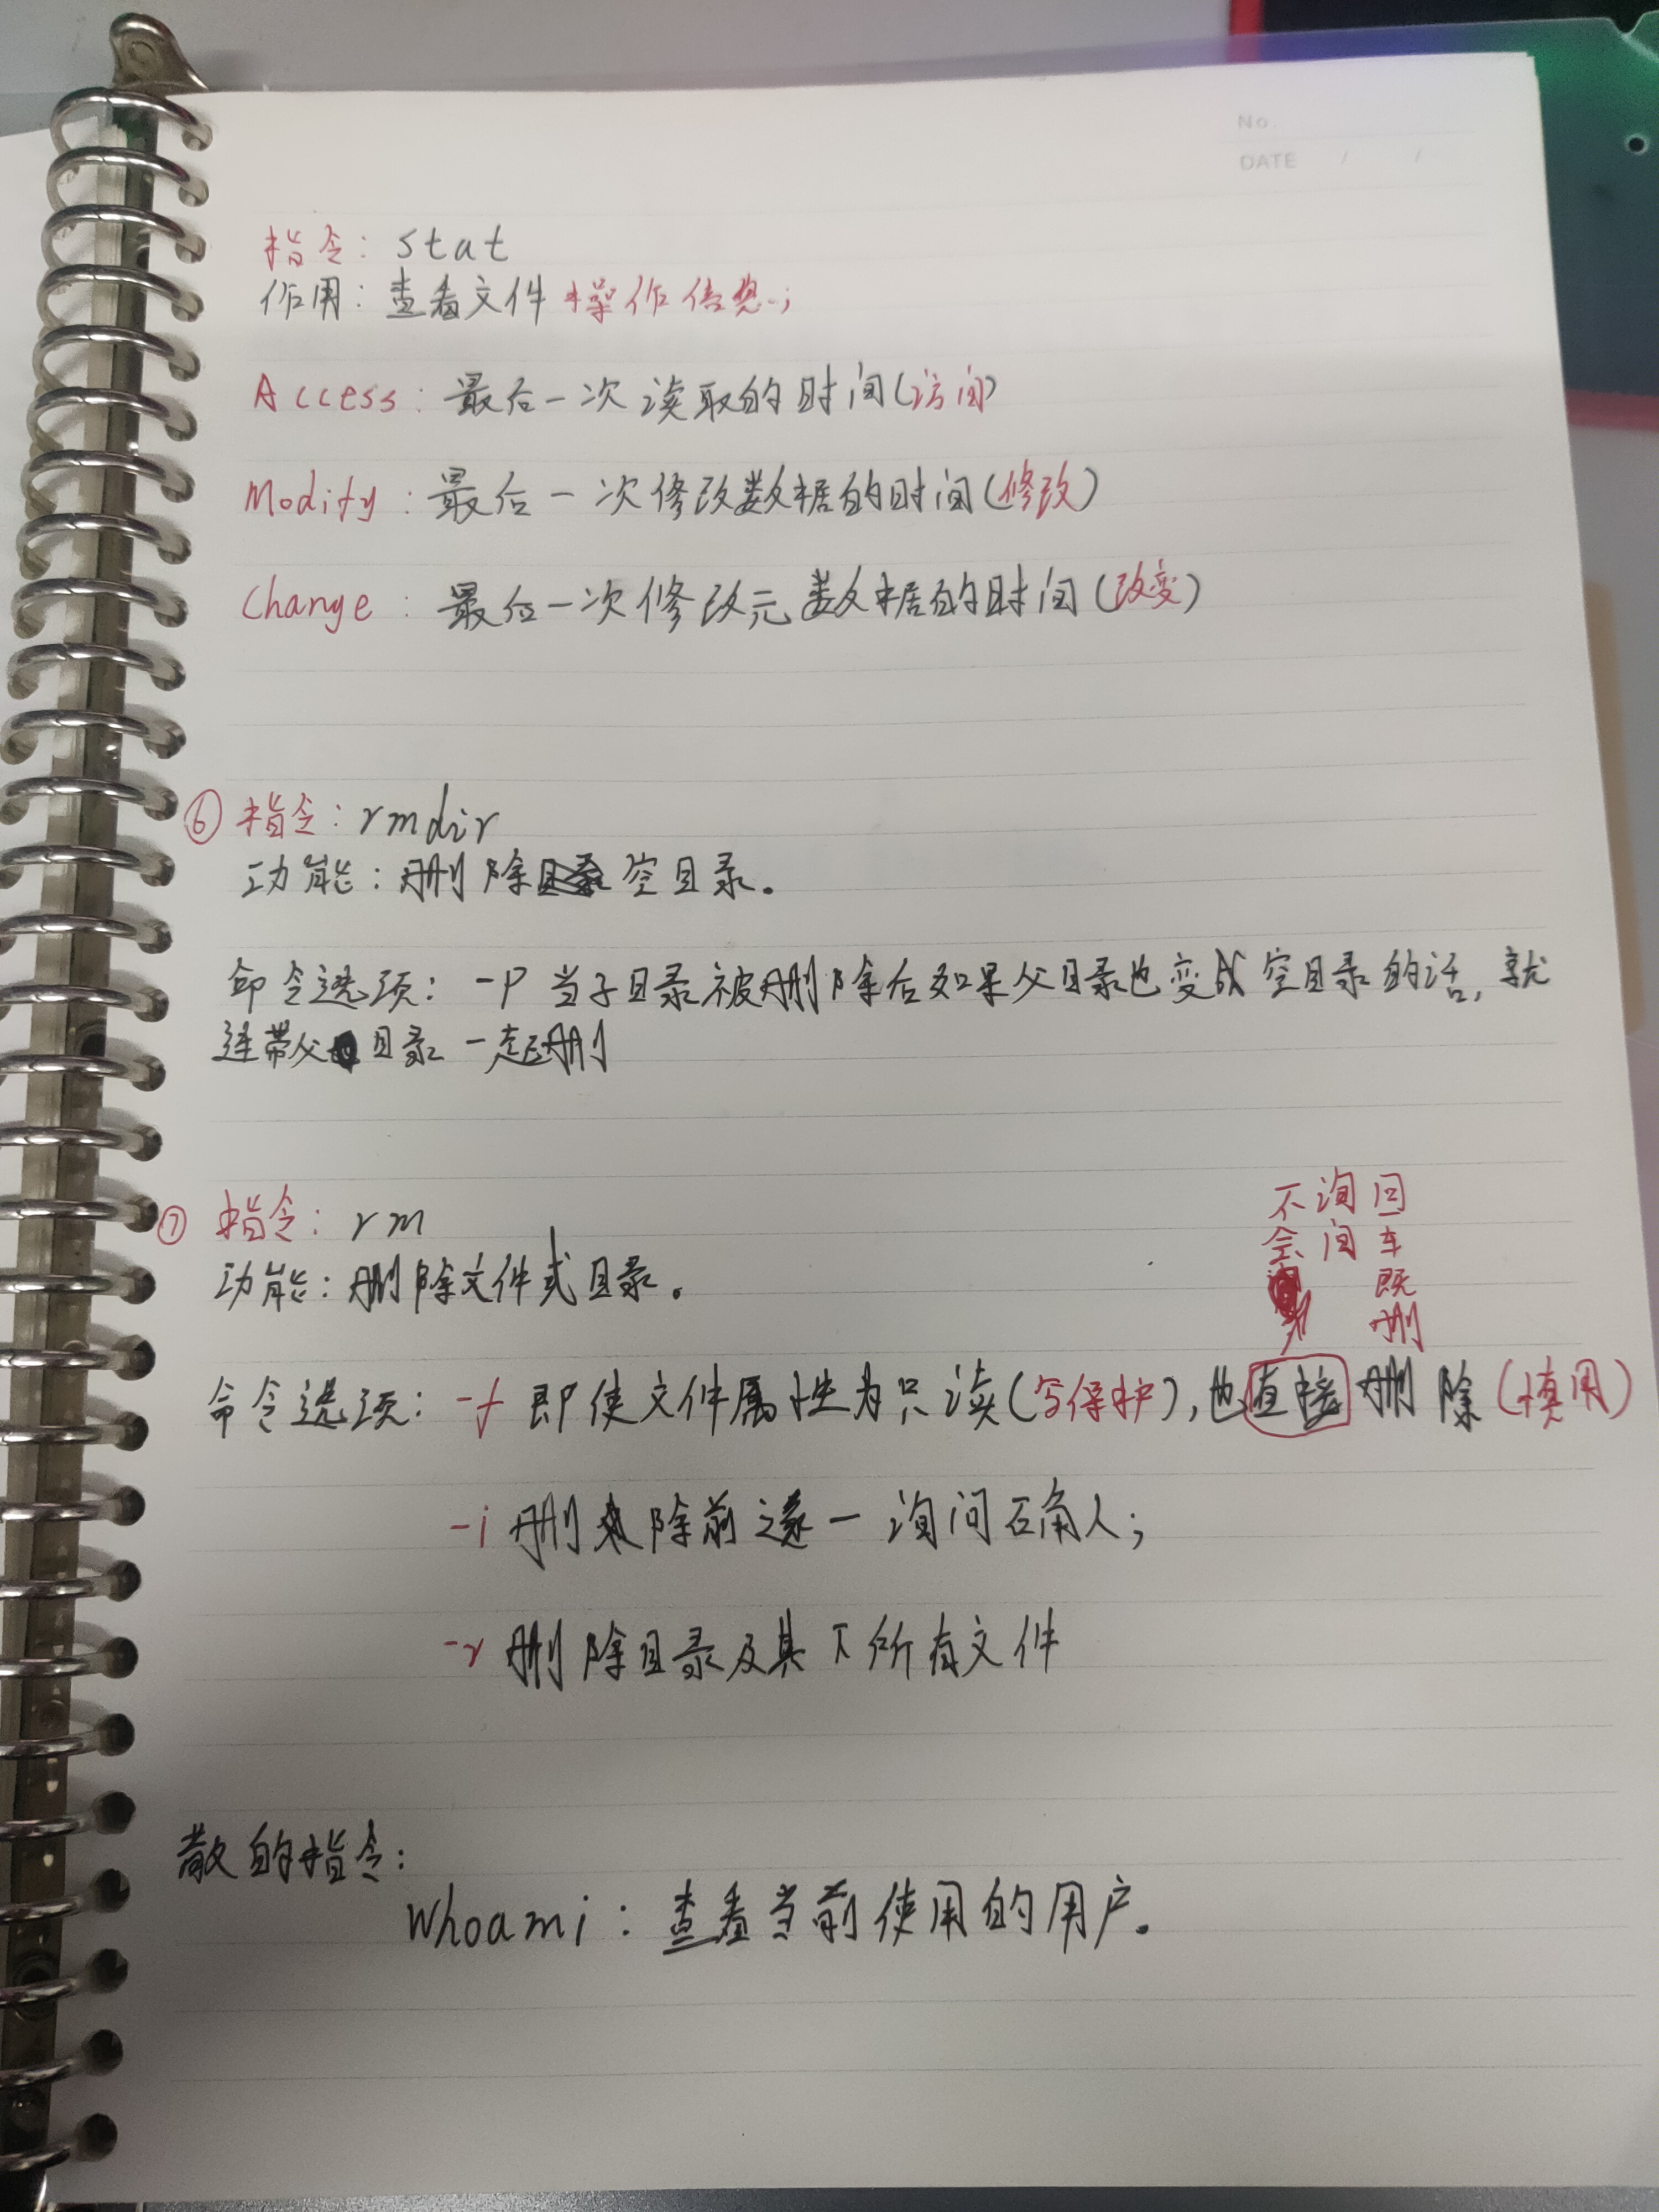 No.
DATE / /
指令: stat
作用: 查看文件操作信息;
Access: 最后一次读取的时间(访问)
Modify: 最后一次修改数据的时间(修改)
Change: 最后一次修改元数据的时间(改变)
⑥ 指令: rmdir
功能: 删除空目录。
命令选项: -P 当子目录被删除后如果父目录也变成空目录的话, 就
连带父目录一起删
⑦ 指令: rm
功能: 删除文件或目录。
不会询问
回车既删
命令选项: -f 即使文件属性为只读(写保护), 也直接删除(慎用)
-i 删除前逐一询问确认;
-r 删除目录及其下所有文件
散的指令:
Whoami: 查看当前使用的用户。